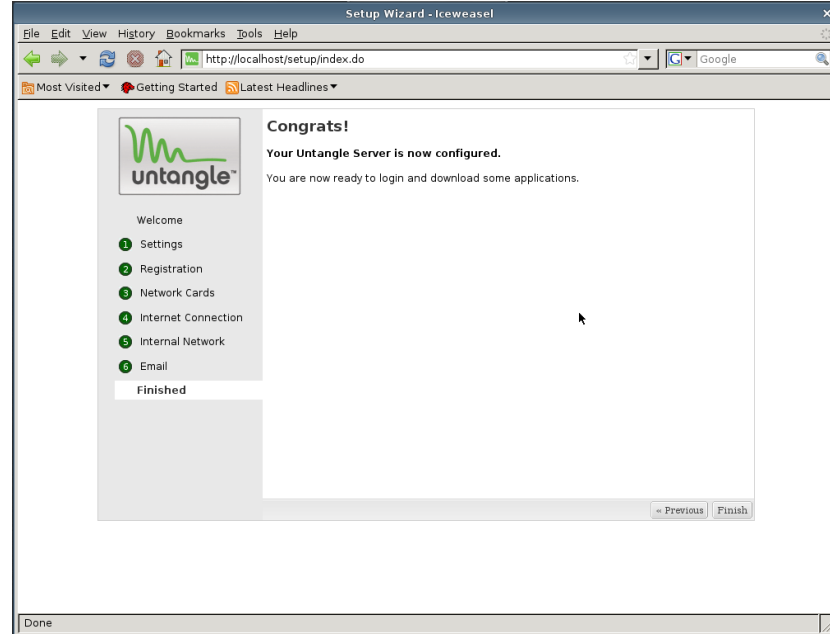 Setup Wizard - Iceweasel
File Edit View History Bookmarks Tools Help
http://localhost/setup/index.do
G Google
Most Visited Getting Started Latest Headlines
untangle™
Welcome
1 Settings
2 Registration
3 Network Cards
4 Internet Connection
5 Internal Network
6 Email
Finished
Congrats!
Your Untangle Server is now configured.
You are now ready to login and download some applications.
« Previous Finish
Done